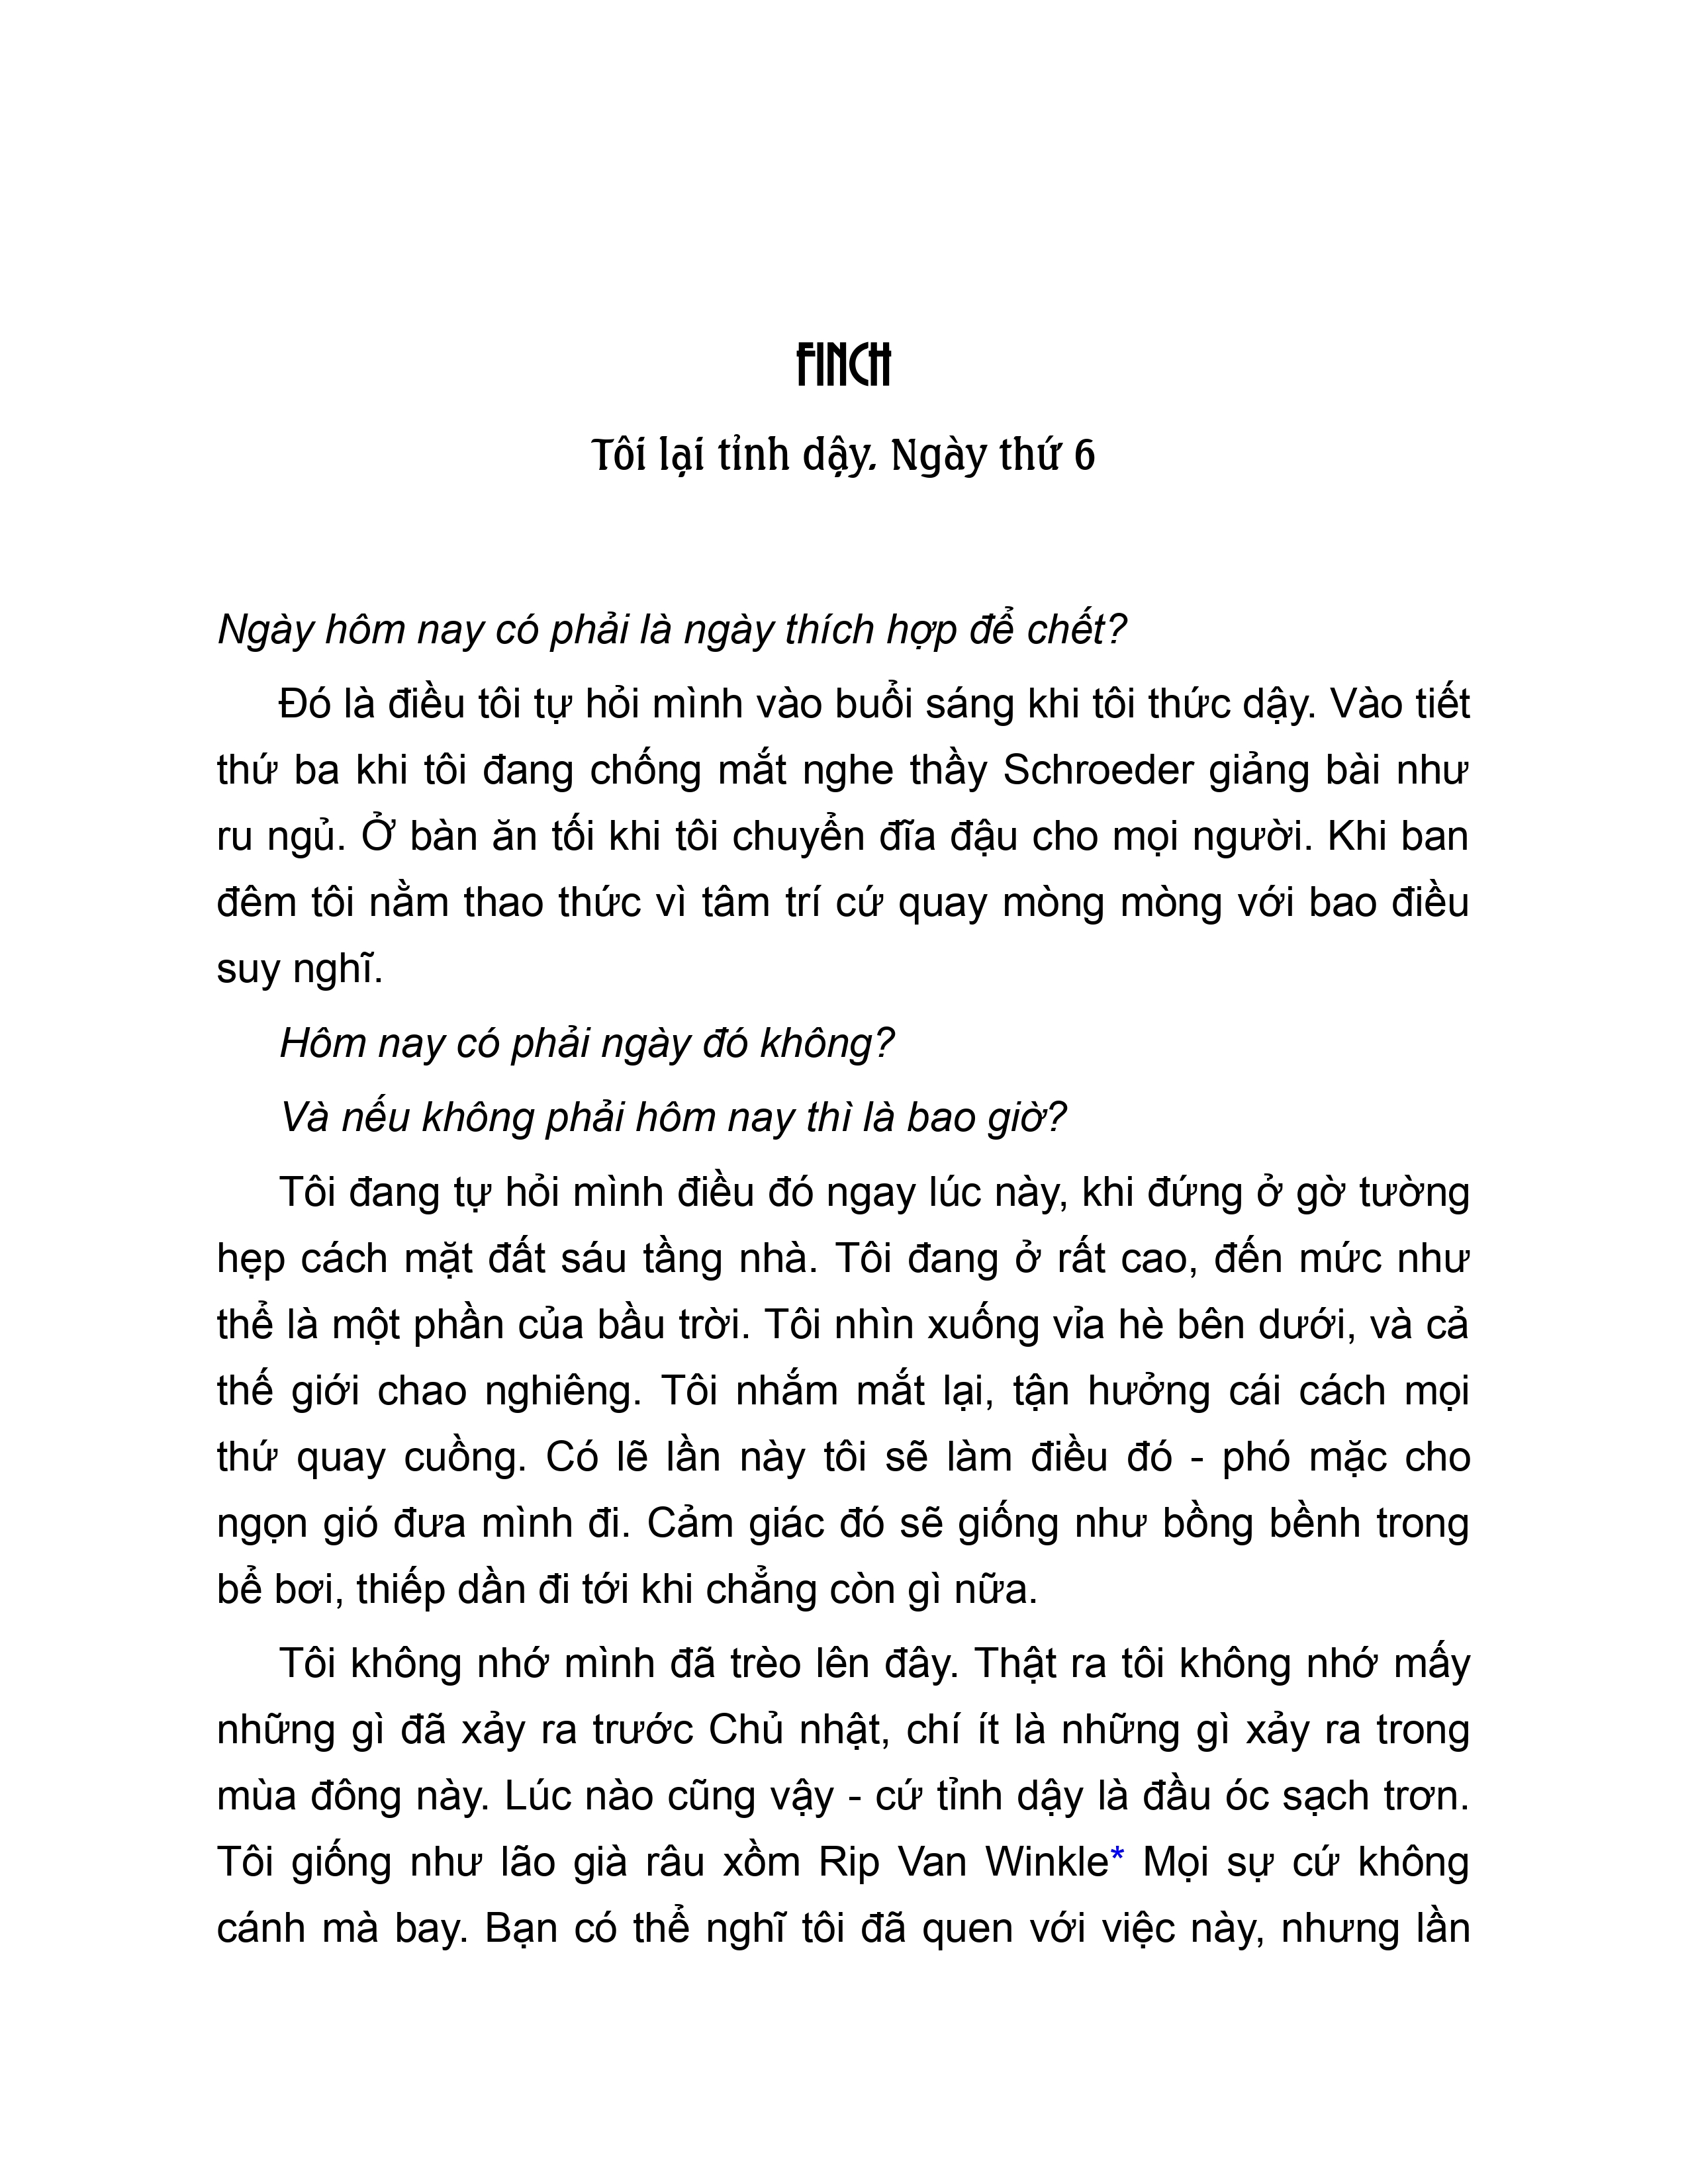 FINCH
Tôi lại tỉnh dậy. Ngày thứ 6
Ngày hôm nay có phải là ngày thích hợp để chết?
Đó là điều tôi tự hỏi mình vào buổi sáng khi tôi thức dậy. Vào tiết
thứ ba khi tôi đang chống mắt nghe thầy Schroeder giảng bài như
ru ngủ. Ở bàn ăn tối khi tôi chuyển đĩa đậu cho mọi người. Khi ban
đêm tôi nằm thao thức vì tâm trí cứ quay mòng mòng với bao điều
suy nghĩ.
Hôm nay có phải ngày đó không?
Và nếu không phải hôm nay thì là bao giờ?
Tôi đang tự hỏi mình điều đó ngay lúc này, khi đứng ở gờ tường
hẹp cách mặt đất sáu tầng nhà. Tôi đang ở rất cao, đến mức như
thể là một phần của bầu trời. Tôi nhìn xuống vỉa hè bên dưới, và cả
thế giới chao nghiêng. Tôi nhắm mắt lại, tận hưởng cái cách mọi
thứ quay cuồng. Có lẽ lần này tôi sẽ làm điều đó - phó mặc cho
ngọn gió đưa mình đi. Cảm giác đó sẽ giống như bồng bềnh trong
bể bơi, thiếp dần đi tới khi chẳng còn gì nữa.
Tôi không nhớ mình đã trèo lên đây. Thật ra tôi không nhớ mấy
những gì đã xảy ra trước Chủ nhật, chí ít là những gì xảy ra trong
mùa đông này. Lúc nào cũng vậy - cứ tỉnh dậy là đầu óc sạch trơn.
Tôi giống như lão già râu xồm Rip Van Winkle* Mọi sự cứ không
cánh mà bay. Bạn có thể nghĩ tôi đã quen với việc này, nhưng lần